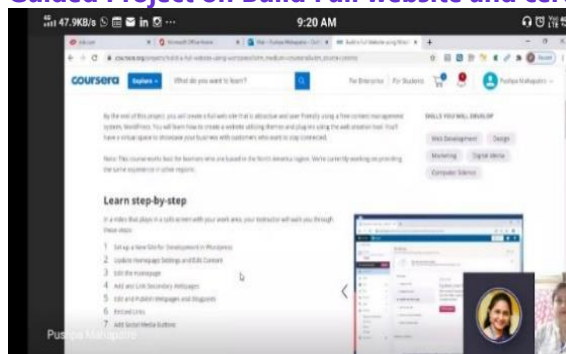 Guided Project on Build Full website and cer
47.9KB/s
9:20 AM
coursera
Explore
What do you want to learn?
For Enterprise
For Students
By the end of this project, you will create a full web site that is attractive and user friendly using a free content management
system, WordPress. You will learn how to create a website utilizing themes and plug-ins using the web creation tool. You'll
have a virtual space to showcase your business with customers who want to stay connected.
SKILLS YOU WILL DEVELOP
Web Development
Design
Marketing
Digital Media
Computer Science
Note: This course works best for learners who are based in the North America region. We're currently working on providing
the same experience in other regions.
Learn step-by-step
In a video that plays in a split-screen with your work area, your instructor will walk you through
these steps:
1 Set up a New Site for Development in Wordpress
2 Update Homepage Settings and Edit Content
3 Edit the Homepage
4 Add and Link Secondary Webpages
5 Edit and Publish Webpages and Blogposts
6 Embed Links
7 Add Social Media Buttons